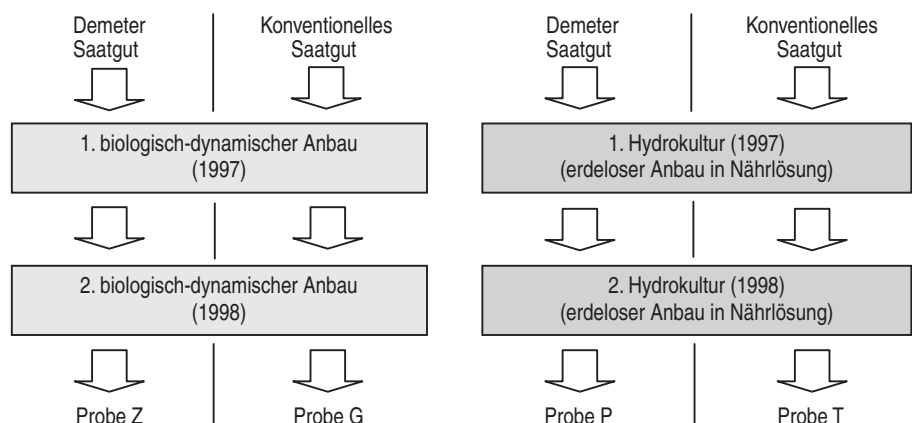 Demeter
Saatgut
Konventionelles
Saatgut
1. biologisch-dynamischer Anbau
(1997)
2. biologisch-dynamischer Anbau
(1998)
Probe Z
Probe G
Demeter
Saatgut
Konventionelles
Saatgut
1. Hydrokultur (1997)
(erdeloser Anbau in Nährlösung)
2. Hydrokultur (1998)
(erdeloser Anbau in Nährlösung)
Probe P
Probe T